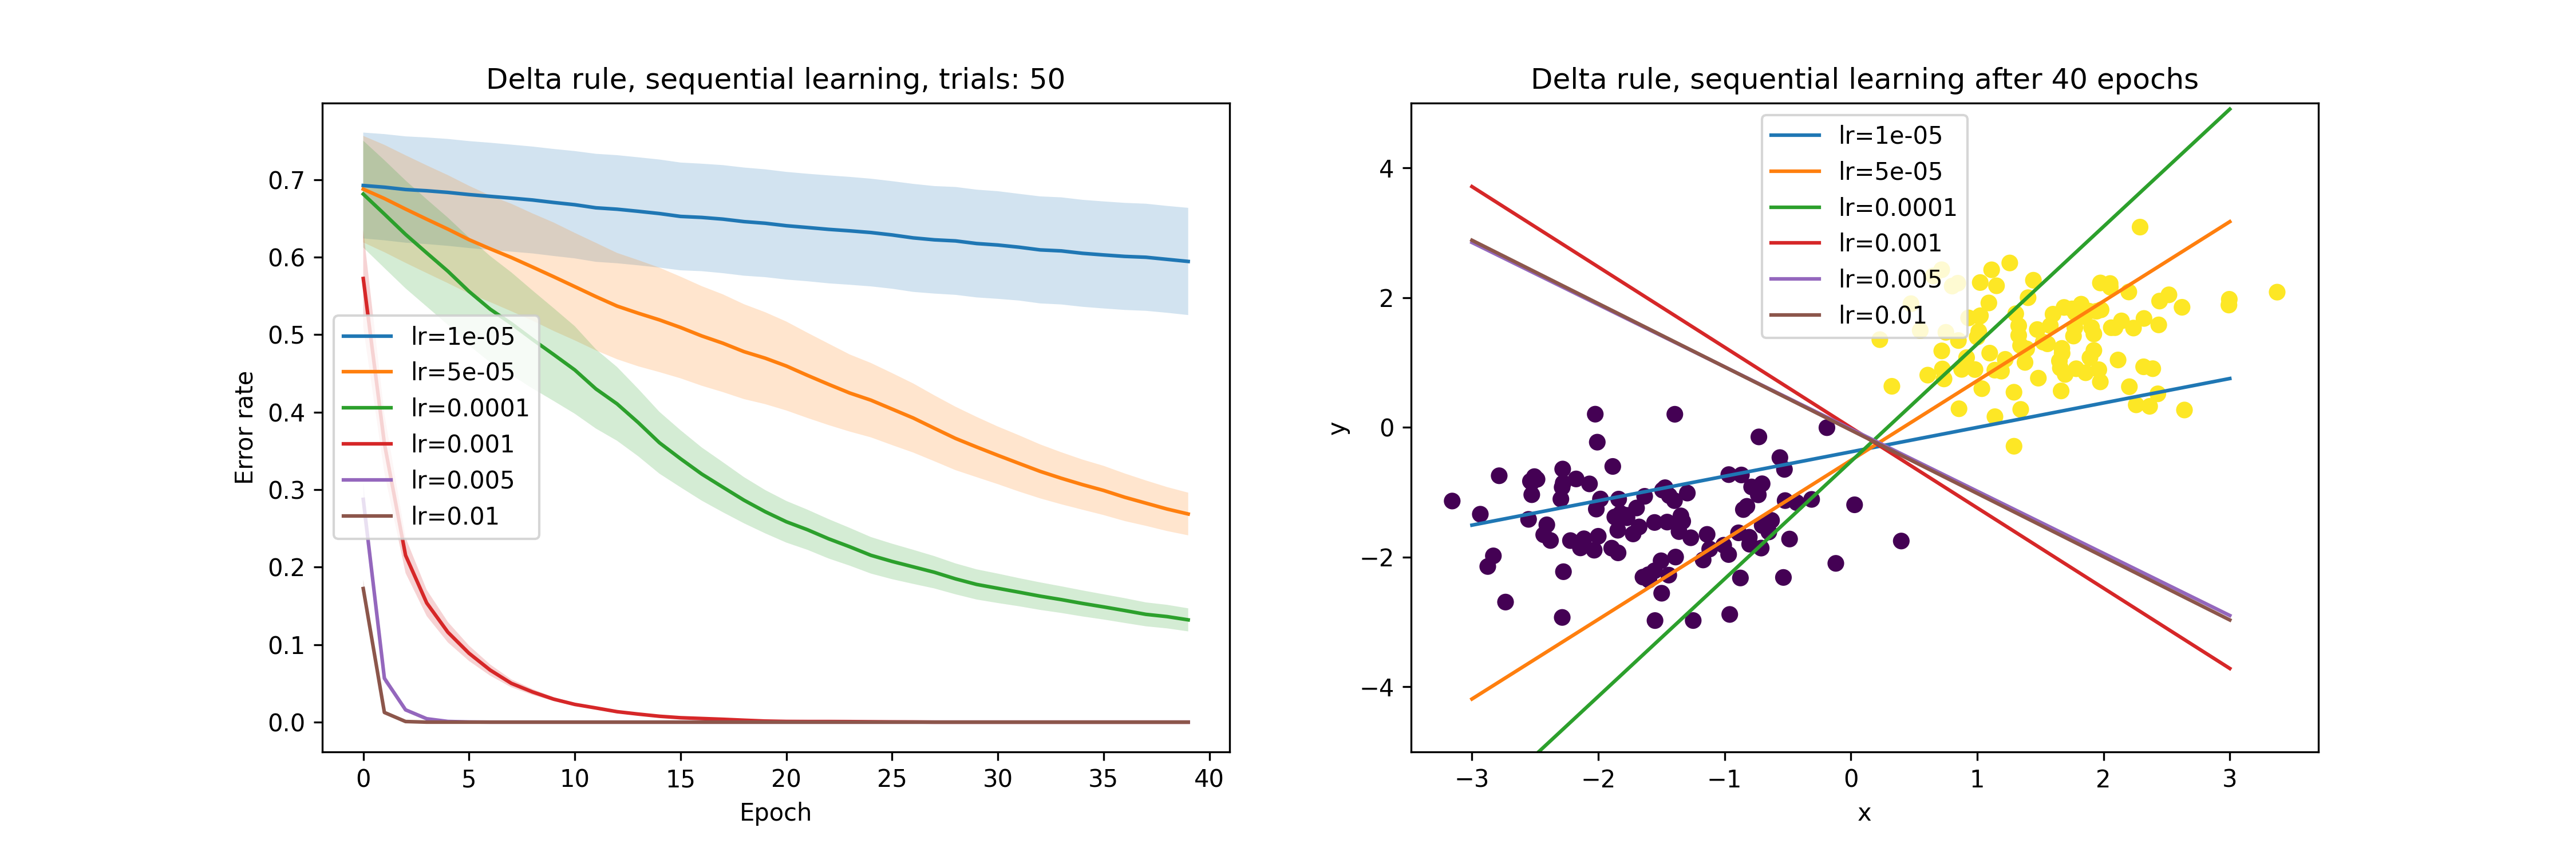 Delta rule, sequential learning, trials: 50
Error rate
0.7
0.6
0.5
0.4
0.3
0.2
0.1
0.0
lr=1e-05
lr=5e-05
lr=0.0001
lr=0.001
lr=0.005
lr=0.01
0 5 10 15 20 25 30 35 40
Epoch
Delta rule, sequential learning after 40 epochs
y
4
2
0
−2
−4
lr=1e-05
lr=5e-05
lr=0.0001
lr=0.001
lr=0.005
lr=0.01
−3 −2 −1 0 1 2 3
x